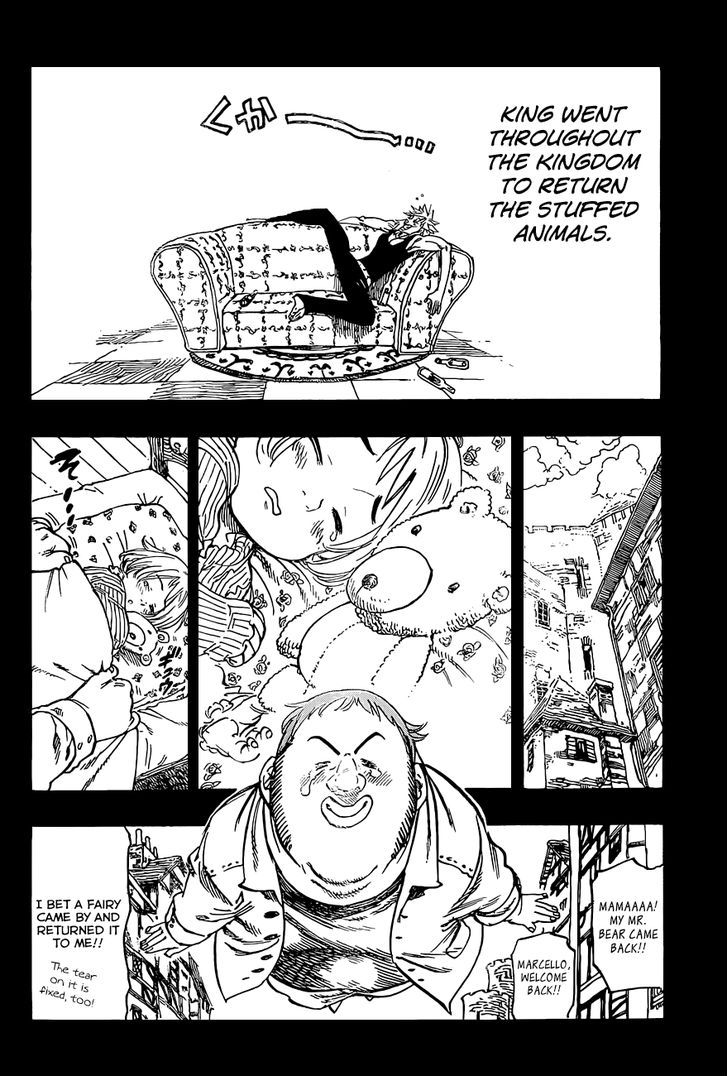 KING WENT
THROUGHOUT
THE KINGDOM
TO RETURN
THE STUFFED
ANIMALS.
くか
MAMAAAA!
MY MR.
BEAR CAME
BACK!!
MARCELLO,
WELCOME
BACK!!
I BET A FAIRY
CAME BY AND
RETURNED IT
TO ME!!
The tear
on it is
fixed, too!